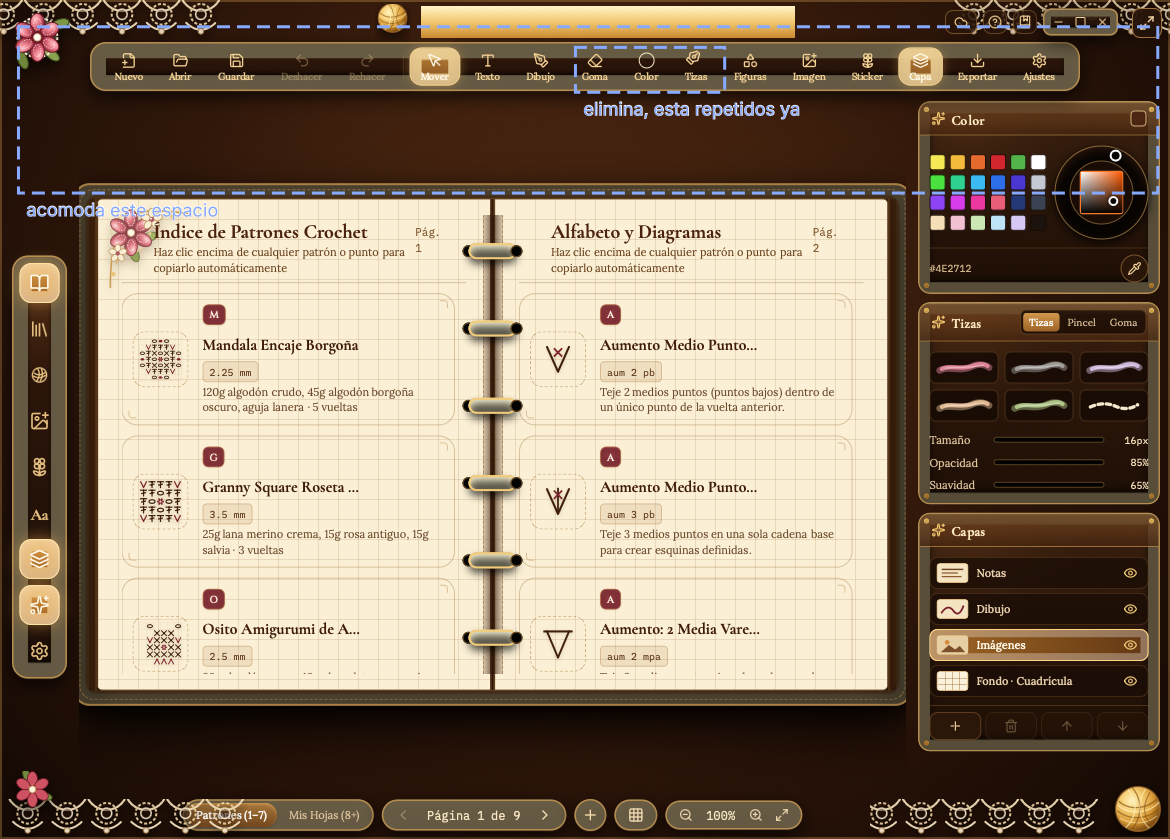 Nuevo Abrir Guardar Deshacer Rehacer Mover Texto Dibujo Goma Color Tizas Figuras Imagen Sticker Capa Exportar Ajustes
elimina, esta repetidos ya
acomoda este espacio
Índice de Patrones Crochet
Pág. 1
Haz clic encima de cualquier patrón o punto para
copiarlo automáticamente
M
Mandala Encaje Borgoña
2.25 mm
120g algodón crudo, 45g algodón borgoña
oscuro, aguja lanera · 5 vueltas
G
Granny Square Roseta ...
3.5 mm
25g lana merino crema, 15g rosa antiguo, 15g
salvia · 3 vueltas
O
Osito Amigurumi de A...
2.5 mm
Alfabeto y Diagramas
Pág. 2
Haz clic encima de cualquier patrón o punto para
copiarlo automáticamente
A
Aumento Medio Punto...
aum 2 pb
Teje 2 medios puntos (puntos bajos) dentro de
un único punto de la vuelta anterior.
A
Aumento Medio Punto...
aum 3 pb
Teje 3 medios puntos en una sola cadena base
para crear esquinas definidas.
A
Aumento: 2 Media Vare...
aum 2 mpa
Aa
Color
#4E2712
Tizas
Tizas Pincel Goma
Tamaño 16px
Opacidad 85%
Suavidad 65%
Capas
Notas
Dibujo
Imágenes
Fondo · Cuadrícula
Patrones (1–7) Mis Hojas (8+)
Página 1 de 9
100%